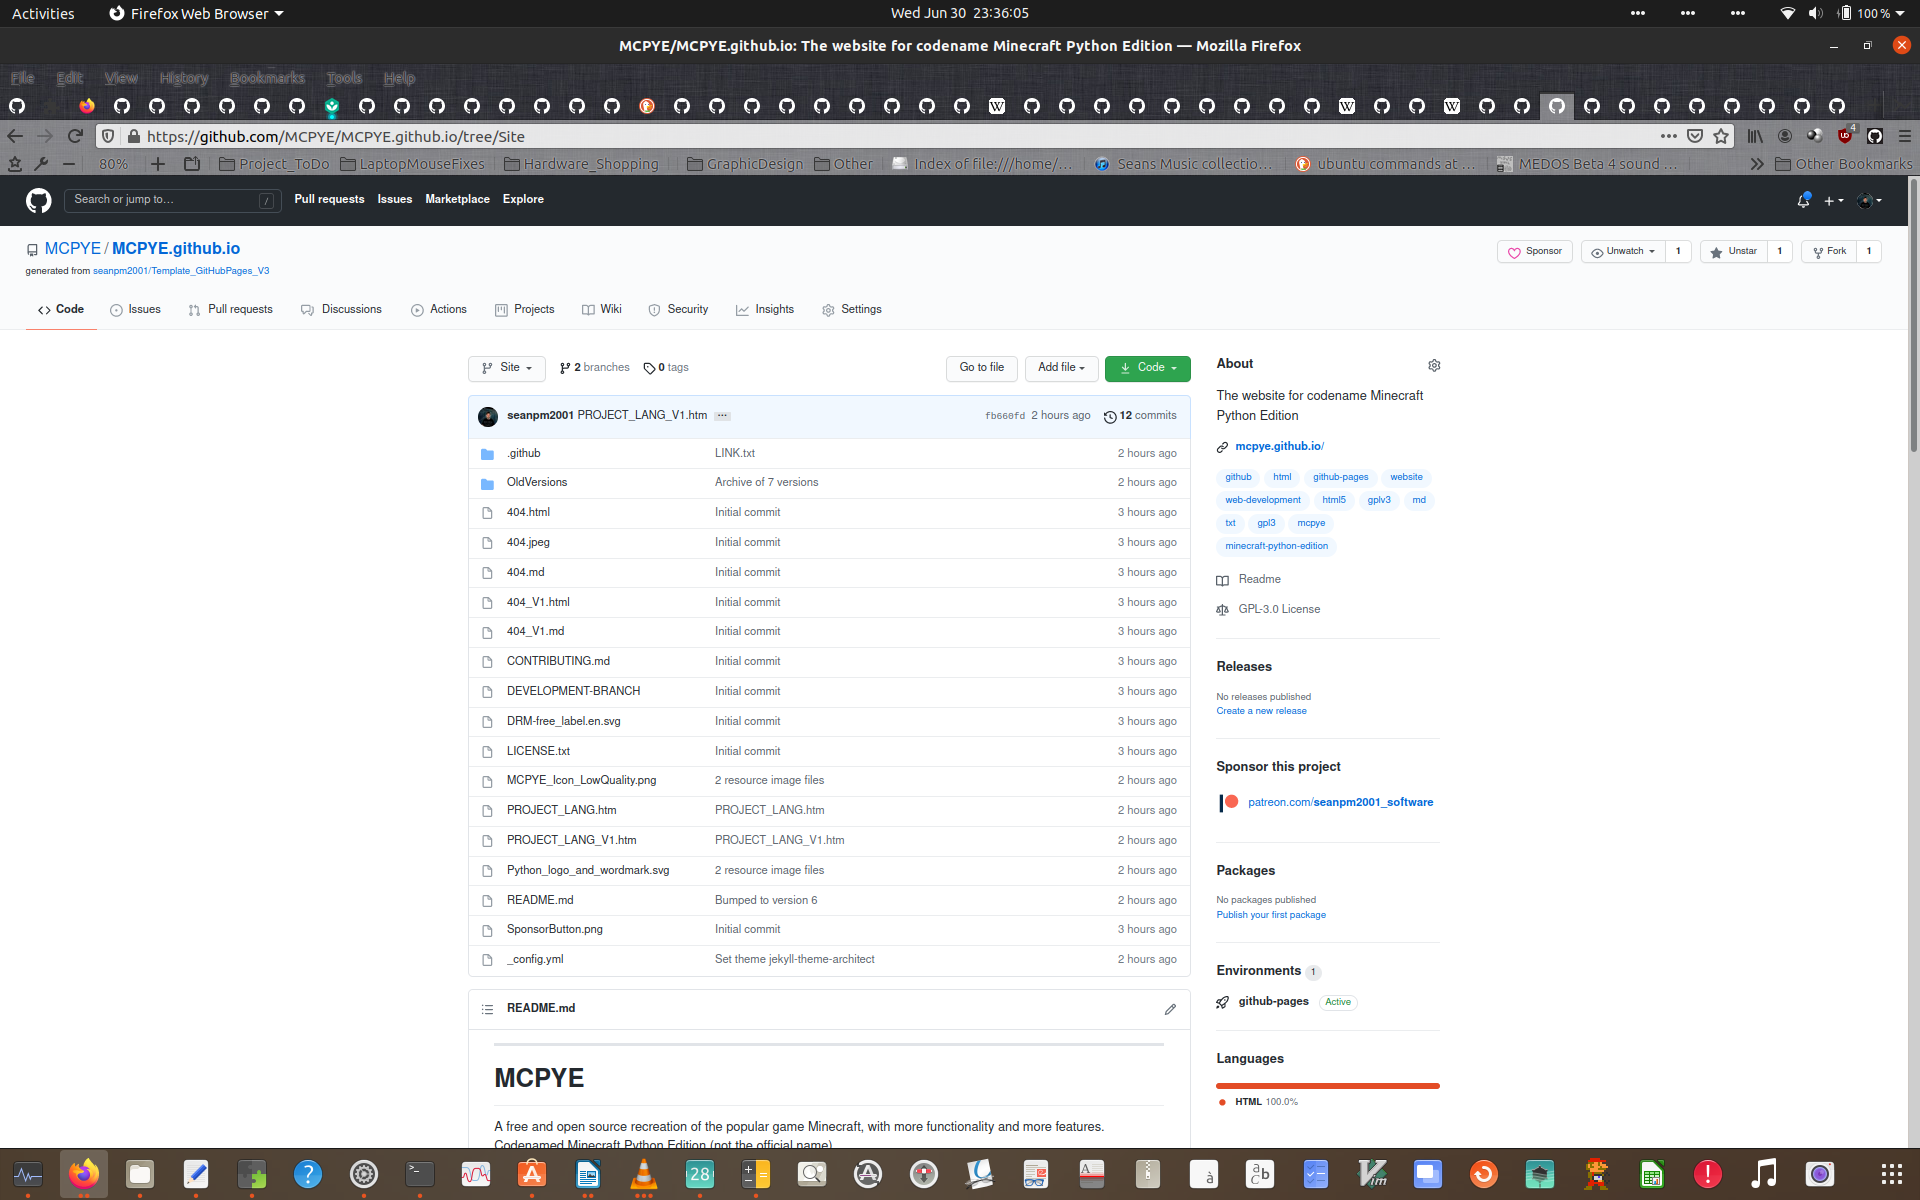 Activities Firefox Web Browser Wed Jun 30 23:36:05 100 %
MCPYE/MCPYE.github.io: The website for codename Minecraft Python Edition — Mozilla Firefox
File Edit View History Bookmarks Tools Help
https://github.com/MCPYE/MCPYE.github.io/tree/Site 4
80% Project_ToDo LaptopMouseFixes Hardware_Shopping GraphicDesign Other Index of file:///home/... Seans Music collectio... ubuntu commands at ... MEDOS Beta 4 sound ... Other Bookmarks
Search or jump to... / Pull requests Issues Marketplace Explore
MCPYE / MCPYE.github.io Sponsor Unwatch 1 Unstar 1 Fork 1
generated from seanpm2001/Template_GitHubPages_V3
Code Issues Pull requests Discussions Actions Projects Wiki Security Insights Settings
Site 2 branches 0 tags Go to file Add file Code
seanpm2001 PROJECT_LANG_V1.htm ... fb660fd 2 hours ago 12 commits
.github LINK.txt 2 hours ago
OldVersions Archive of 7 versions 2 hours ago
404.html Initial commit 3 hours ago
404.jpeg Initial commit 3 hours ago
404.md Initial commit 3 hours ago
404_V1.html Initial commit 3 hours ago
404_V1.md Initial commit 3 hours ago
CONTRIBUTING.md Initial commit 3 hours ago
DEVELOPMENT-BRANCH Initial commit 3 hours ago
DRM-free_label.en.svg Initial commit 3 hours ago
LICENSE.txt Initial commit 3 hours ago
MCPYE_Icon_LowQuality.png 2 resource image files 2 hours ago
PROJECT_LANG.htm PROJECT_LANG.htm 2 hours ago
PROJECT_LANG_V1.htm PROJECT_LANG_V1.htm 2 hours ago
Python_logo_and_wordmark.svg 2 resource image files 2 hours ago
README.md Bumped to version 6 2 hours ago
SponsorButton.png Initial commit 3 hours ago
_config.yml Set theme jekyll-theme-architect 2 hours ago
README.md
MCPYE
A free and open source recreation of the popular game Minecraft, with more functionality and more features.
Codenamed Minecraft Python Edition (not the official name)
About
The website for codename Minecraft
Python Edition
mcpye.github.io/
github html github-pages website
web-development html5 gplv3 md
txt gpl3 mcpye
minecraft-python-edition
Readme
GPL-3.0 License
Releases
No releases published
Create a new release
Sponsor this project
patreon.com/seanpm2001_software
Packages
No packages published
Publish your first package
Environments 1
github-pages Active
Languages
HTML 100.0%
28